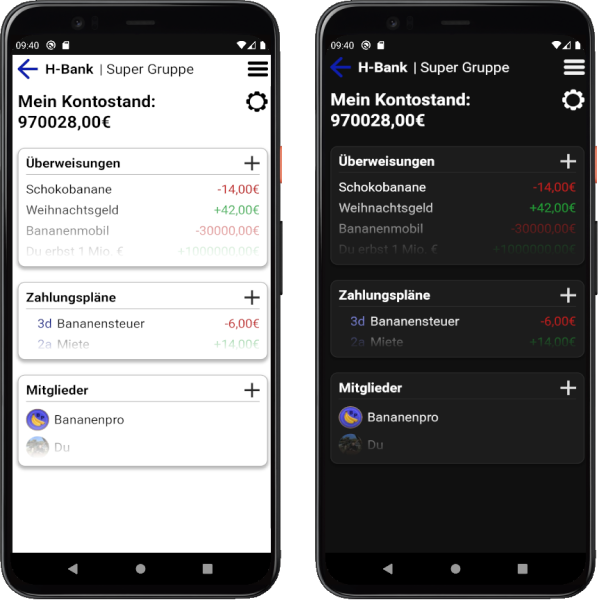 09:40
H-Bank | Super Gruppe
Mein Kontostand:
970028,00€
Überweisungen
Schokobanane -14,00€
Weihnachtsgeld +42,00€
Bananenmobil -30000,00€
Du erbst 1 Mio. € +1000000,00€
Zahlungspläne
3d Bananensteuer -6,00€
2a Miete +14,00€
Mitglieder
Bananenpro
Du
09:40
H-Bank | Super Gruppe
Mein Kontostand:
970028,00€
Überweisungen
Schokobanane -14,00€
Weihnachtsgeld +42,00€
Bananenmobil -30000,00€
Du erbst 1 Mio. € +1000000,00€
Zahlungspläne
3d Bananensteuer -6,00€
2a Miete +14,00€
Mitglieder
Bananenpro
Du